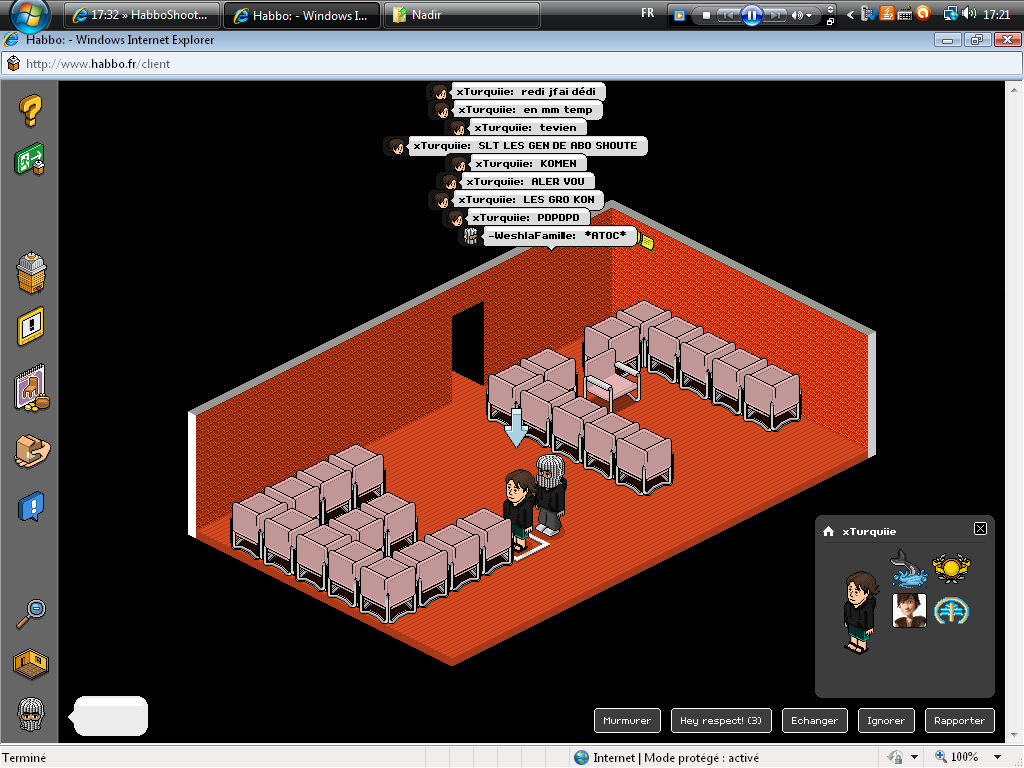 17:32 » HabboShoot...
Habbo: - Windows I...
Nadir
FR
17:21
Habbo: - Windows Internet Explorer
http://www.habbo.fr/client
xTurquiie: redi jfai dédi
xTurquiie: en mm temp
xTurquiie: tevien
xTurquiie: SLT LES GEN DE ABO SHOUTE
xTurquiie: KOMEN
xTurquiie: ALER VOU
xTurquiie: LES GRO KON
xTurquiie: PDPDPD
-WeshlaFamille: *ATOC*
xTurquiie
Murmurer
Hey respect! (3)
Echanger
Ignorer
Rapporter
Terminé
Internet | Mode protégé : activé
100%